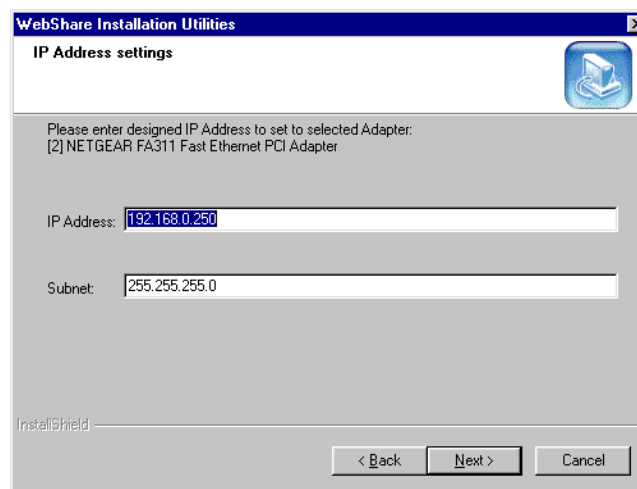 WebShare Installation Utilities
IP Address settings
Please enter designed IP Address to set to selected Adapter:
[2] NETGEAR FA311 Fast Ethernet PCI Adapter
IP Address: 192.168.0.250
Subnet: 255.255.255.0
InstallShield
< Back Next > Cancel